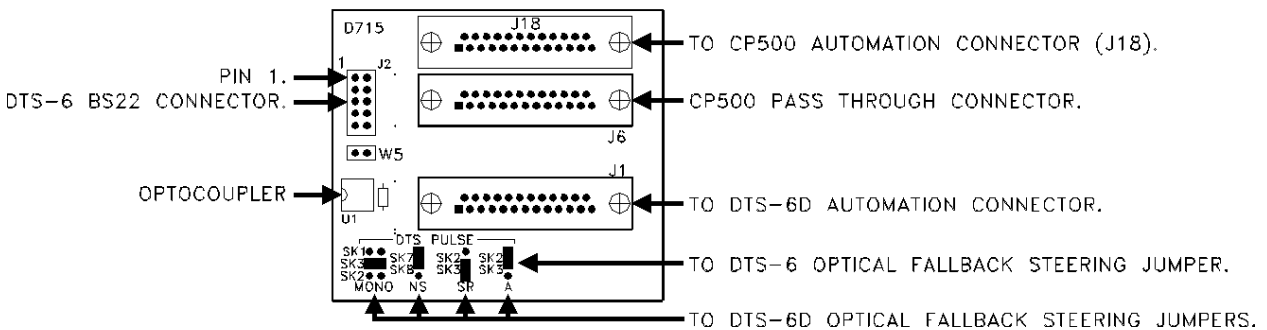 D715
J18
TO CP500 AUTOMATION CONNECTOR (J18).
1
J2
PIN 1.
DTS-6 BS22 CONNECTOR.
CP500 PASS THROUGH CONNECTOR.
J6
W5
J1
OPTOCOUPLER
TO DTS-6D AUTOMATION CONNECTOR.
U1
DTS PULSE
SK1 SK7 SK2 SK2
SK3 SK8 SK3 SK3
SK2
MONO NS SR A
TO DTS-6 OPTICAL FALLBACK STEERING JUMPER.
TO DTS-6D OPTICAL FALLBACK STEERING JUMPERS.